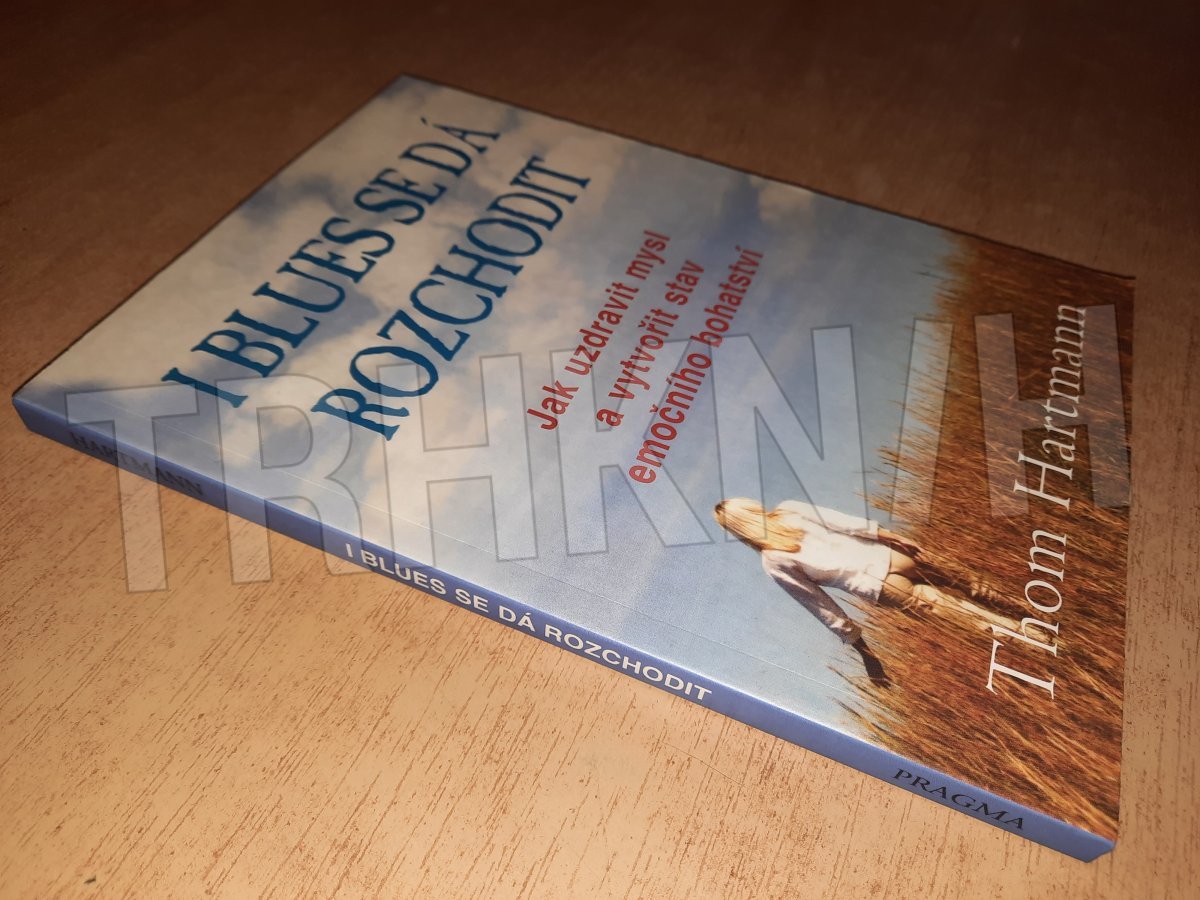 I BLUES SE DÁ
ROZCHODIT
Jak uzdravit mysl
a vytvořit stav
emočního bohatství
Thom Hartmann
HARTMANN
I BLUES SE DÁ ROZCHODIT
PRAGMA
TRHKNIH